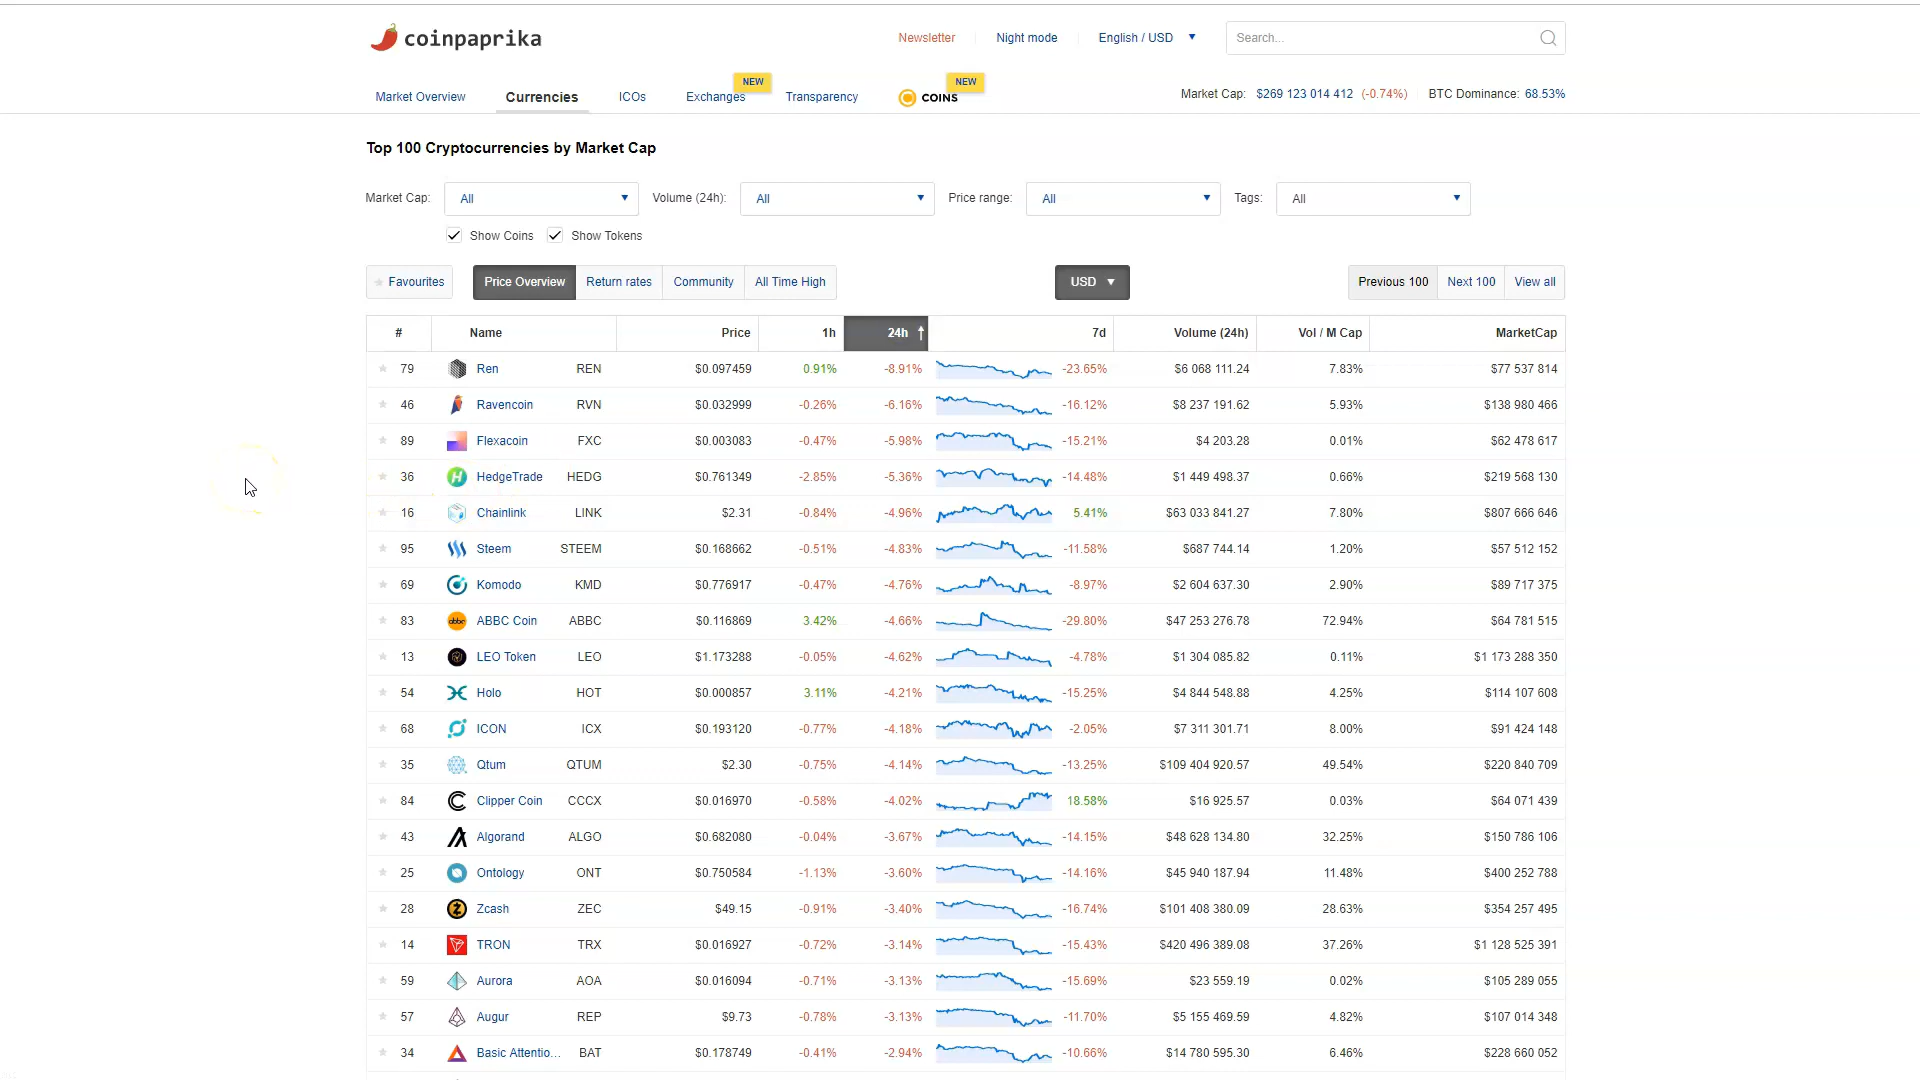 coinpaprika
Newsletter Night mode English / USD Search...
Market Overview Currencies ICOs Exchanges NEW Transparency COINS NEW Market Cap: $269 123 014 412 (-0.74%) BTC Dominance: 68.53%
Top 100 Cryptocurrencies by Market Cap
Market Cap: All Volume (24h): All Price range: All Tags: All
Show Coins Show Tokens
Favourites Price Overview Return rates Community All Time High USD Previous 100 Next 100 View all
# Name Price 1h 24h 7d Volume (24h) Vol / M Cap MarketCap
79 Ren REN $0.097459 0.91% -8.91% -23.65% $6 068 111.24 7.83% $77 537 814
46 Ravencoin RVN $0.032999 -0.26% -6.16% -16.12% $8 237 191.62 5.93% $138 980 466
89 Flexacoin FXC $0.003083 -0.47% -5.98% -15.21% $4 203.28 0.01% $62 478 617
36 HedgeTrade HEDG $0.761349 -2.85% -5.36% -14.48% $1 449 498.37 0.66% $219 568 130
16 Chainlink LINK $2.31 -0.84% -4.96% 5.41% $63 033 841.27 7.80% $807 666 646
95 Steem STEEM $0.168662 -0.51% -4.83% -11.58% $687 744.14 1.20% $57 512 152
69 Komodo KMD $0.776917 -0.47% -4.76% -8.97% $2 604 637.30 2.90% $89 717 375
83 abbc ABBC Coin ABBC $0.116869 3.42% -4.66% -29.80% $47 253 276.78 72.94% $64 781 515
13 LEO Token LEO $1.173288 -0.05% -4.62% -4.78% $1 304 085.82 0.11% $1 173 288 350
54 Holo HOT $0.000857 3.11% -4.21% -15.25% $4 844 548.88 4.25% $114 107 608
68 ICON ICX $0.193120 -0.77% -4.18% -2.05% $7 311 301.71 8.00% $91 424 148
35 Qtum QTUM $2.30 -0.75% -4.14% -13.25% $109 404 920.57 49.54% $220 840 709
84 Clipper Coin CCCX $0.016970 -0.58% -4.02% 18.58% $16 925.57 0.03% $64 071 439
43 Algorand ALGO $0.682080 -0.04% -3.67% -14.15% $48 628 134.80 32.25% $150 786 106
25 Ontology ONT $0.750584 -1.13% -3.60% -14.16% $45 940 187.94 11.48% $400 252 788
28 Zcash ZEC $49.15 -0.91% -3.40% -16.74% $101 408 380.09 28.63% $354 257 495
14 TRON TRX $0.016927 -0.72% -3.14% -15.43% $420 496 389.08 37.26% $1 128 525 391
59 Aurora AOA $0.016094 -0.71% -3.13% -15.69% $23 559.19 0.02% $105 289 055
57 Augur REP $9.73 -0.78% -3.13% -11.70% $5 155 469.59 4.82% $107 014 348
34 Basic Attentio... BAT $0.178749 -0.41% -2.94% -10.66% $14 780 595.30 6.46% $228 660 052